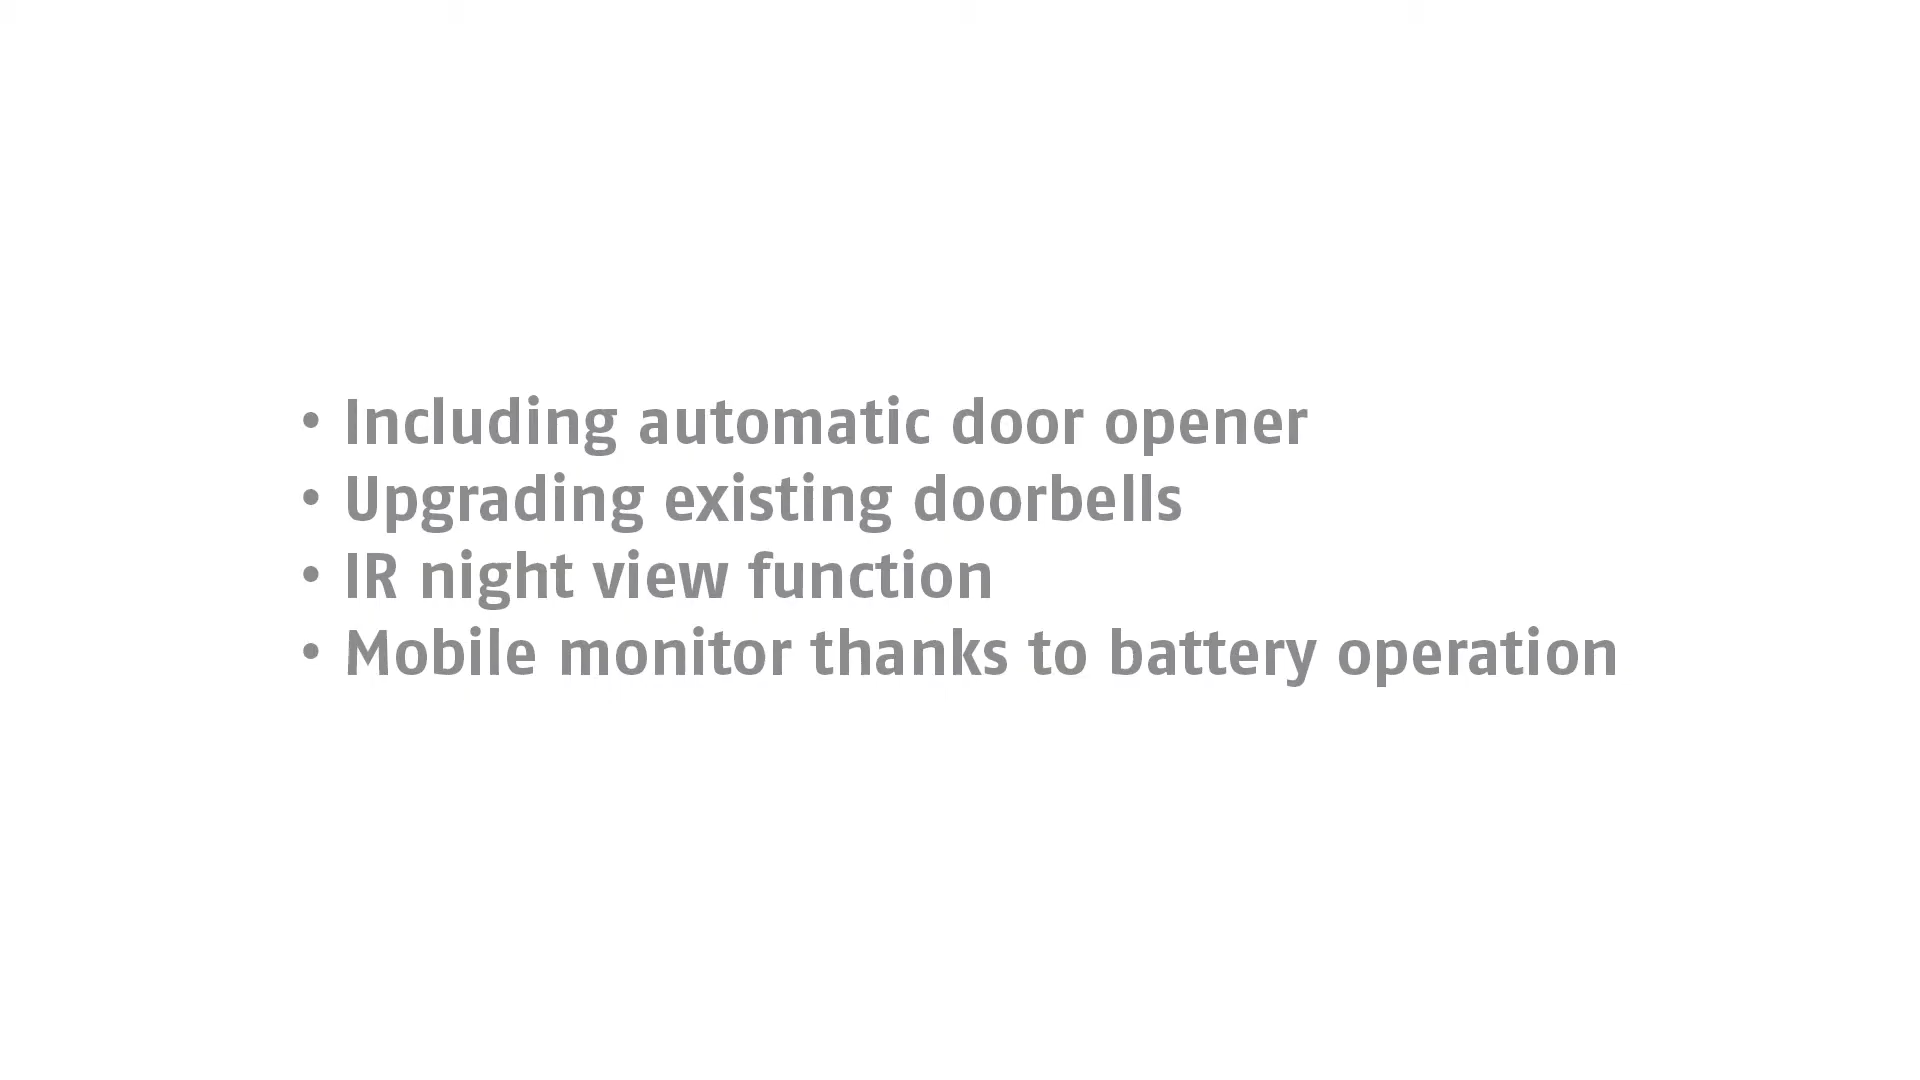 • Including automatic door opener
• Upgrading existing doorbells
• IR night view function
• Mobile monitor thanks to battery operation